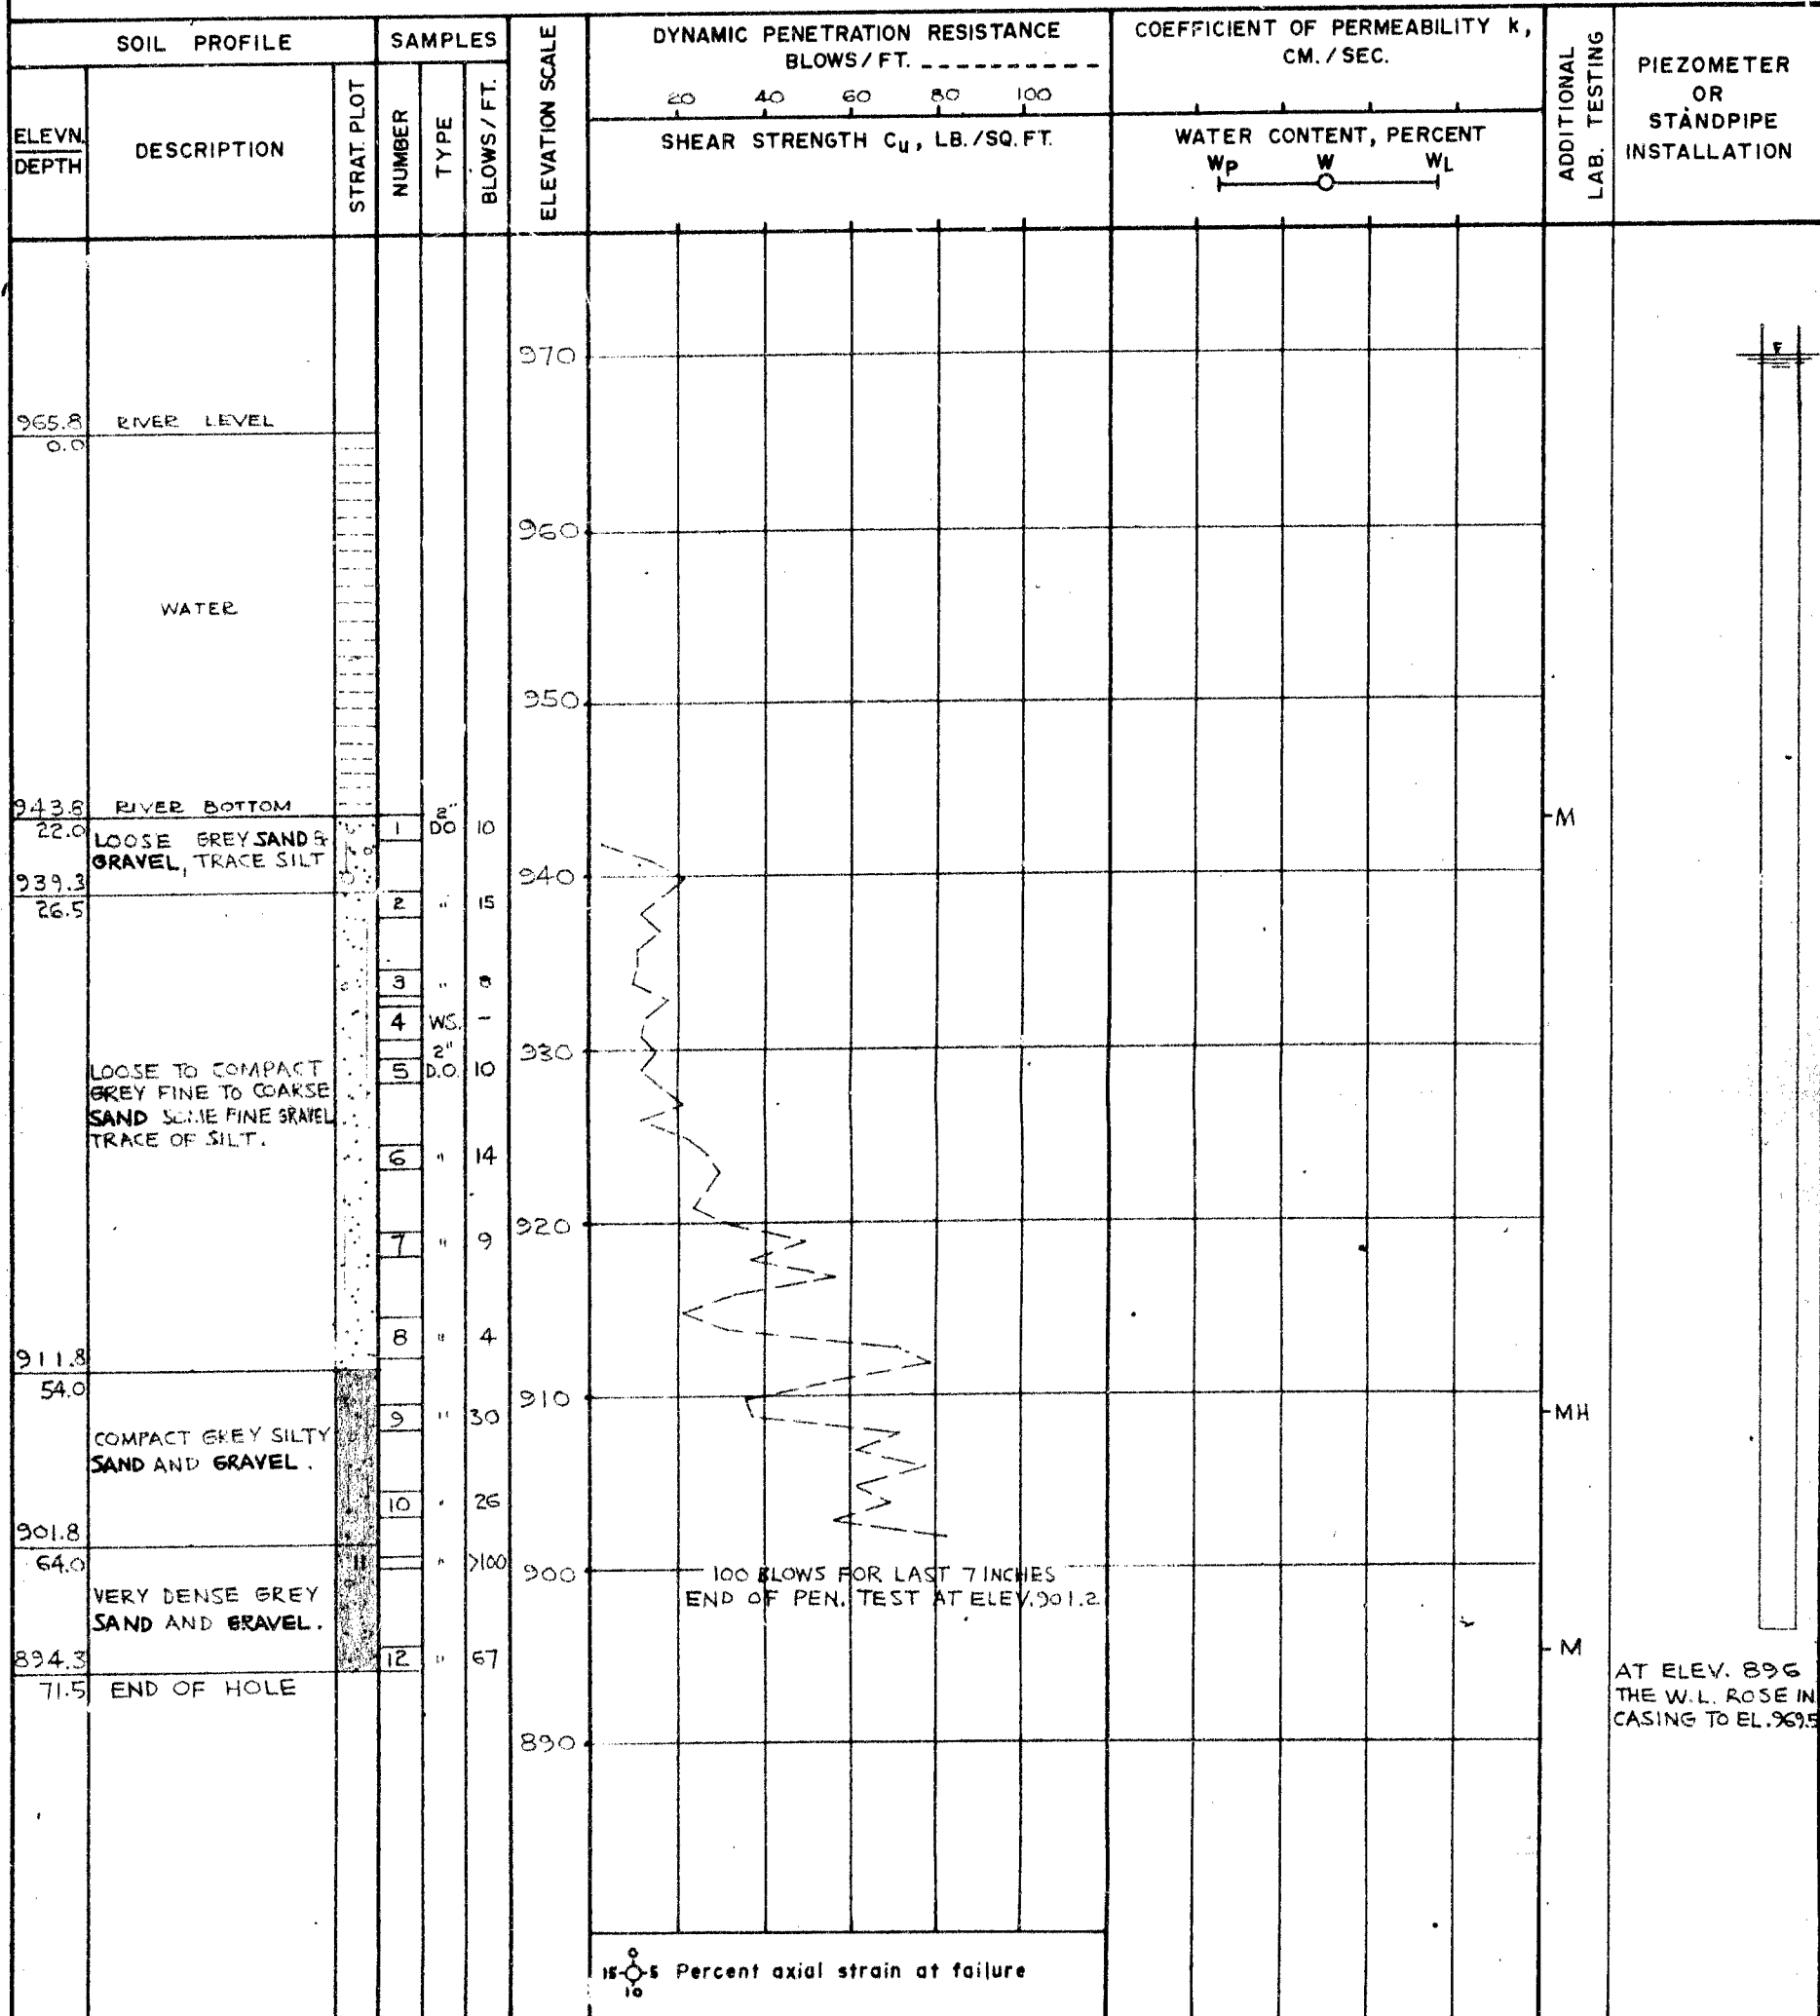 SOIL PROFILE
SAMPLES
ELEVATION SCALE
DYNAMIC PENETRATION RESISTANCE
BLOWS / FT. ----------
20 40 60 80 100
SHEAR STRENGTH Cu, LB./SQ. FT.
COEFFICIENT OF PERMEABILITY k,
CM. / SEC.
WATER CONTENT, PERCENT
WP W WL
ADDITIONAL
LAB. TESTING
PIEZOMETER
OR
STANDPIPE
INSTALLATION
ELEVN.
DEPTH
DESCRIPTION
STRAT. PLOT
NUMBER
TYPE
BLOWS / FT.
970
965.8 RIVER LEVEL
0.0
960
WATER
950
943.8 RIVER BOTTOM
22.0
LOOSE GREY SAND &
GRAVEL, TRACE SILT
1 2" DO 10
M
939.3
26.5
940
2 " 15
3 " 8
4 WS. -
930
5 2" D.O. 10
LOOSE TO COMPACT
GREY FINE TO COARSE
SAND SOME FINE GRAVEL
TRACE OF SILT.
6 " 14
920
7 " 9
8 " 4
911.8
54.0
910
9 " 30
MH
COMPACT GREY SILTY
SAND AND GRAVEL.
10 " 26
901.8
64.0
11 " >100
900
100 BLOWS FOR LAST 7 INCHES
END OF PEN. TEST AT ELEV. 901.2
VERY DENSE GREY
SAND AND GRAVEL.
12 " 67
M
894.3
71.5 END OF HOLE
AT ELEV. 896
THE W.L. ROSE IN
CASING TO EL. 969.5
890
0
15 5 Percent axial strain at failure
10